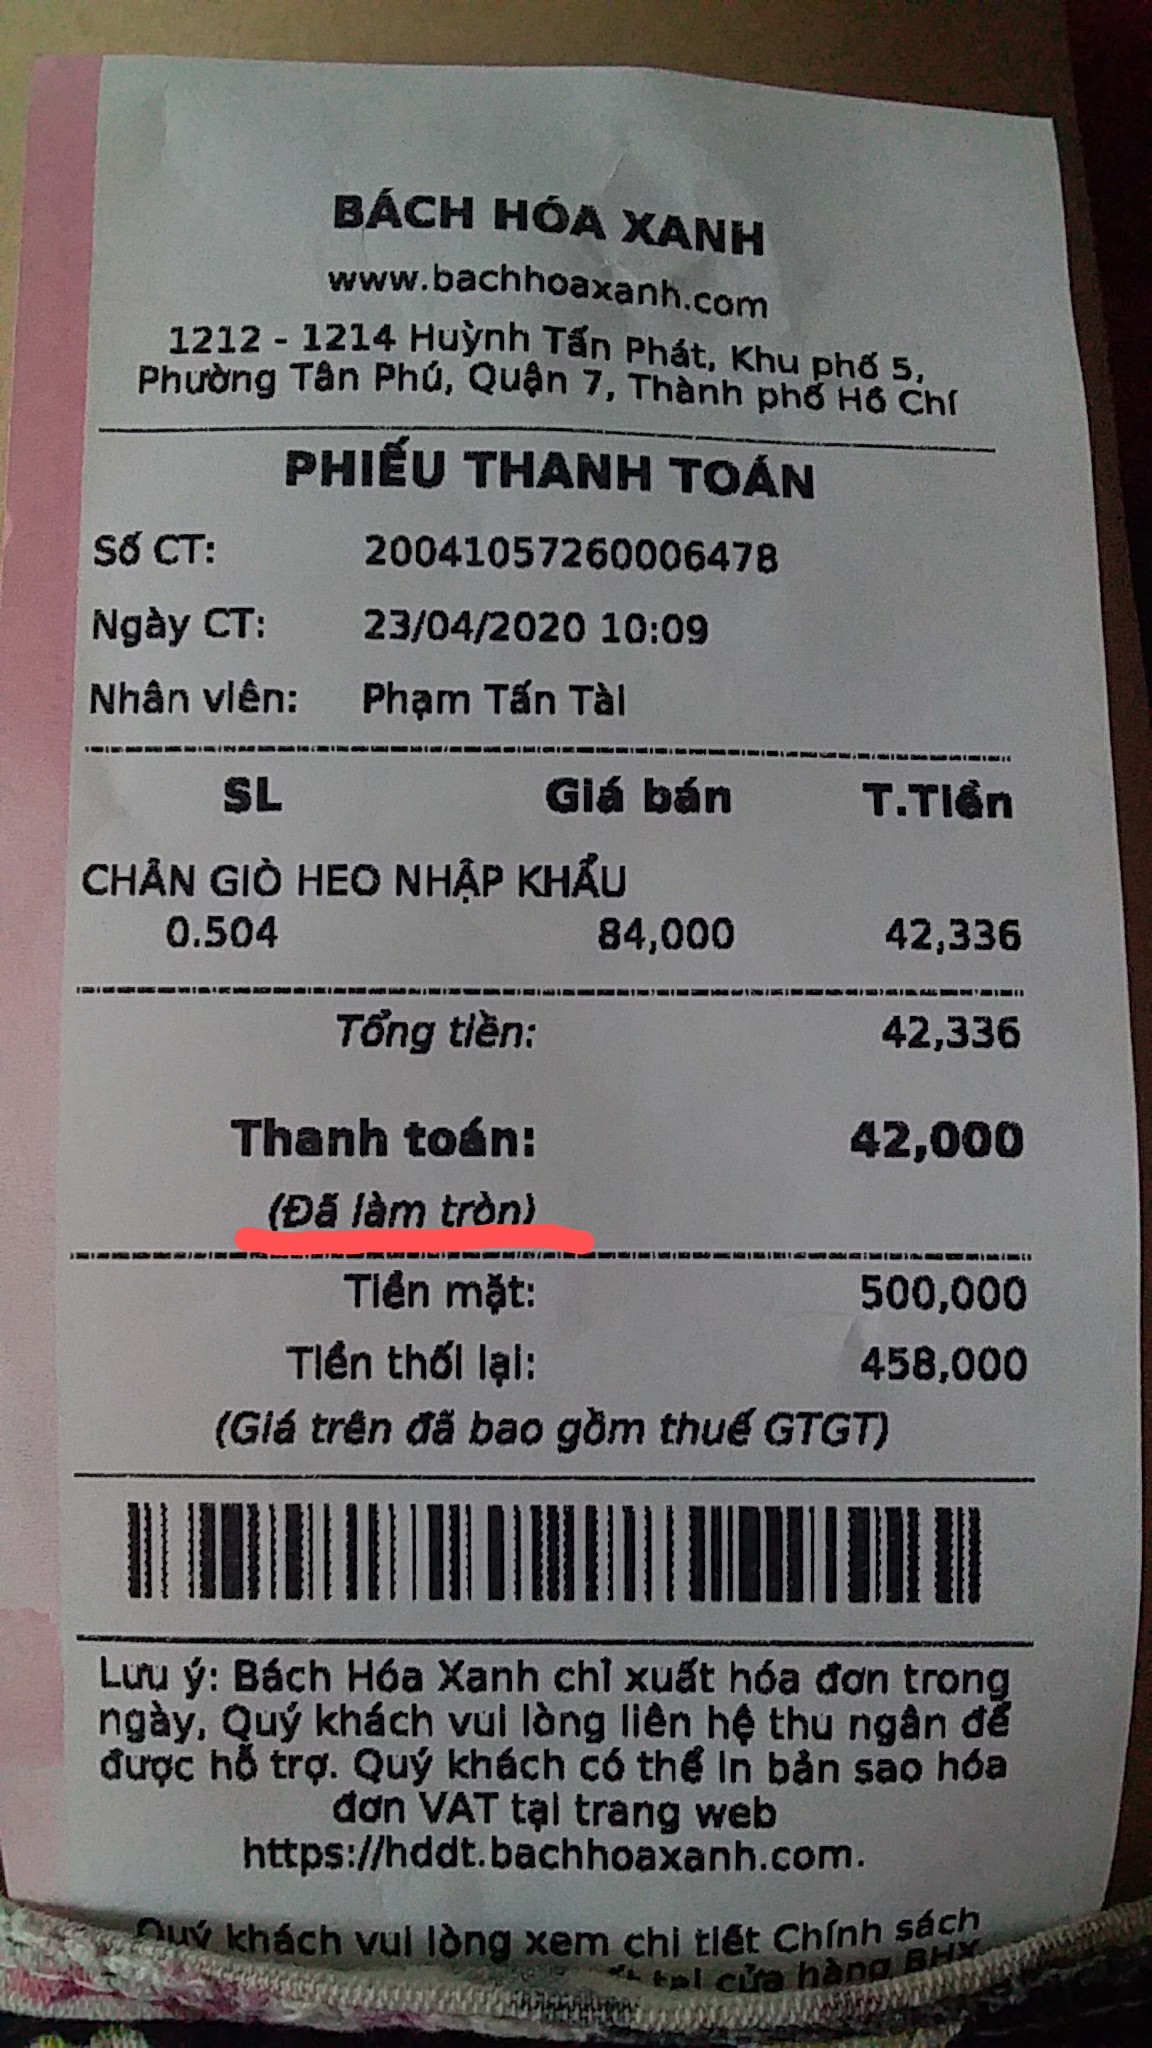 BÁCH HÓA XANH
www.bachhoaxanh.com
1212 - 1214 Huỳnh Tấn Phát, Khu phố 5,
Phường Tân Phú, Quận 7, Thành phố Hồ Chí
PHIẾU THANH TOÁN
Số CT: 20041057260006478
Ngày CT: 23/04/2020 10:09
Nhân viên: Phạm Tấn Tài
SL Giá bán T.Tiền
CHÂN GIÒ HEO NHẬP KHẨU
0.504 84,000 42,336
Tổng tiền: 42,336
Thanh toán: 42,000
(Đã làm tròn)
Tiền mặt: 500,000
Tiền thối lại: 458,000
(Giá trên đã bao gồm thuế GTGT)
Lưu ý: Bách Hóa Xanh chỉ xuất hóa đơn trong
ngày, Quý khách vui lòng liên hệ thu ngân để
được hỗ trợ. Quý khách có thể in bản sao hóa
đơn VAT tại trang web
https://hddt.bachhoaxanh.com.
Quý khách vui lòng xem chi tiết Chính sách
tại cửa hàng BHX